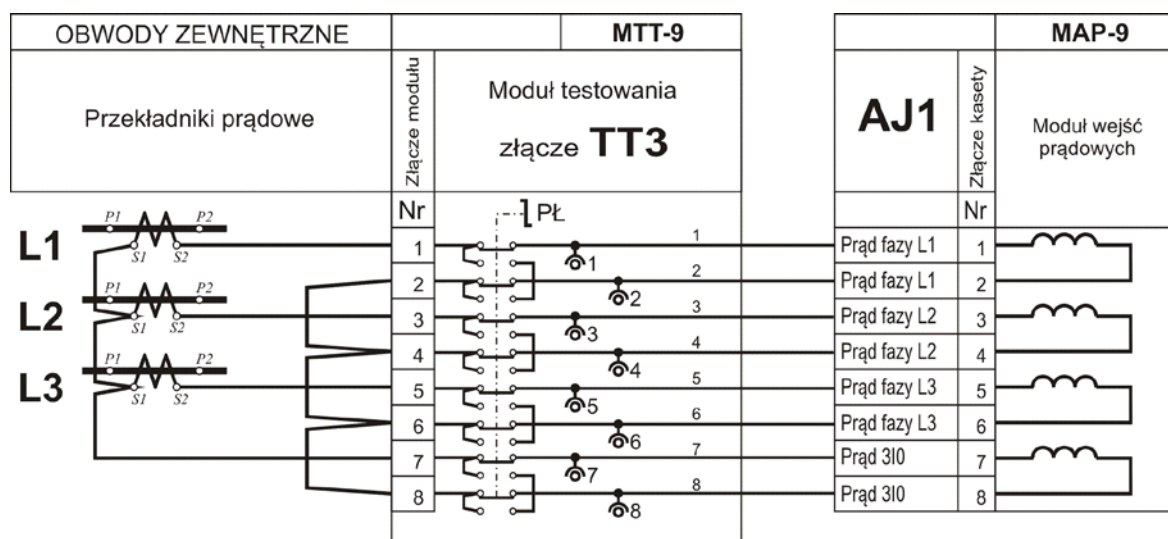 OBWODY ZEWNĘTRZNE
MTT-9
MAP-9
Przekładniki prądowe
Złącze modułu
Moduł testowania
złącze TT3
AJ1
Złącze kasety
Moduł wejść
prądowych
Nr
PŁ
Nr
L1
P1
P2
S1
S2
1
1
1
Prąd fazy L1
1
2
2
2
Prąd fazy L1
2
L2
P1
P2
S1
S2
3
3
3
Prąd fazy L2
3
4
4
4
Prąd fazy L2
4
L3
P1
P2
S1
S2
5
5
5
Prąd fazy L3
5
6
6
6
Prąd fazy L3
6
7
7
7
Prąd 3I0
7
8
8
8
Prąd 3I0
8